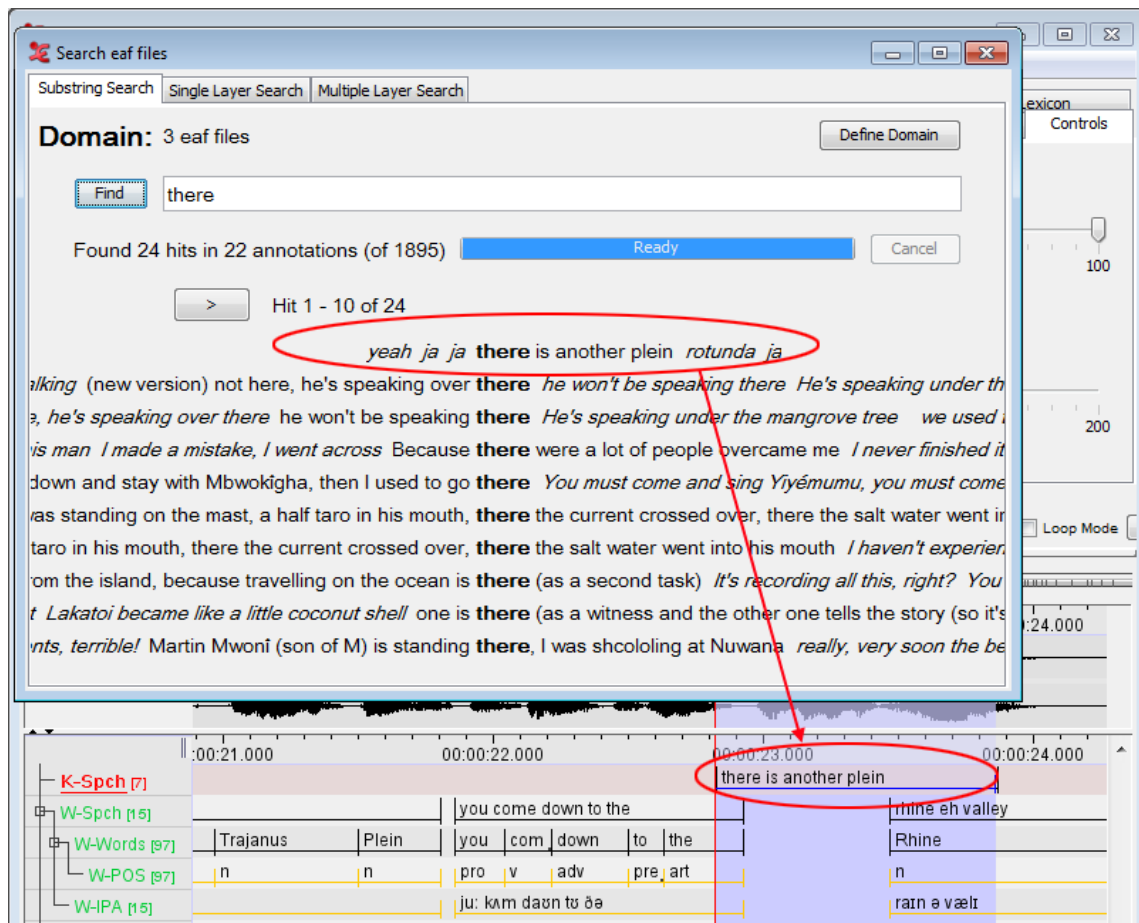 Search eaf files
Substring Search Single Layer Search Multiple Layer Search
Lexicon
Controls
Domain: 3 eaf files Define Domain
Find there
Found 24 hits in 22 annotations (of 1895) Ready Cancel
100
> Hit 1 - 10 of 24
yeah ja ja there is another plein rotunda ja
(new version) not here, he's speaking over there he won't be speaking there He's speaking under
he's speaking over there he won't be speaking there He's speaking under the mangrove tree we used
200
man I made a mistake, I went across Because there were a lot of people overcame me I never finished it
down and stay with Mbwokîgha, then I used to go there You must come and sing Yiyémumu, you must come
was standing on the mast, a half taro in his mouth, there the current crossed over, there the salt water went
taro in his mouth, there the current crossed over, there the salt water went into his mouth I haven't
Loop Mode
from the island, because travelling on the ocean is there (as a second task) It's recording all this, right? You
Lakatoi became like a little coconut shell one is there (as a witness and the other one tells the story (so it's
:24.000
terrible! Martin Mwonî (son of M) is standing there, I was shcololing at Nuwana really, very soon the be
:00:21.000 00:00:22.000 00:00:23.000 00:00:24.000
K-Spch [7] there is another plein
W-Spch [15] you come down to the rhine eh valley
W-Words [97] Trajanus Plein you com down to the Rhine
W-POS [97] n n pro v adv pre art n
W-IPA [15] ju: kʌm daʊn tʊ ðə raɪn ə vælɪ